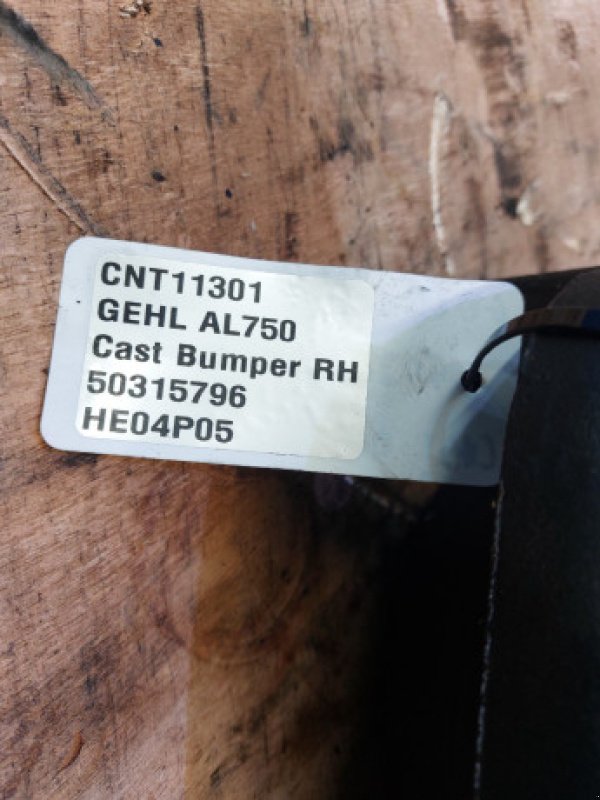 CNT11301
GEHL AL750
Cast Bumper RH
50315796
HE04P05